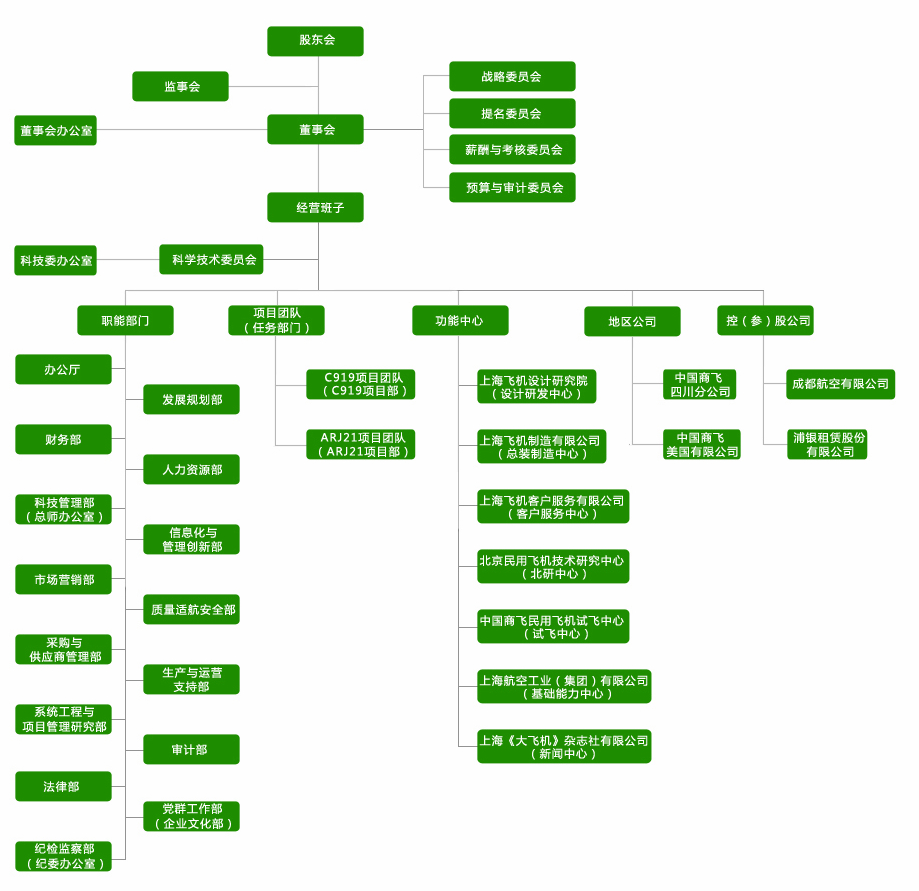 股东会
监事会
战略委员会
提名委员会
董事会办公室
董事会
薪酬与考核委员会
预算与审计委员会
经营班子
科技委办公室
科学技术委员会
职能部门
项目团队
（任务部门）
功能中心
地区公司
控（参）股公司
办公厅
发展规划部
财务部
人力资源部
科技管理部
（总师办公室）
信息化与
管理创新部
市场营销部
质量适航安全部
采购与
供应商管理部
生产与运营
支持部
系统工程与
项目管理研究部
审计部
法律部
党群工作部
（企业文化部）
纪检监察部
（纪委办公室）
C919项目团队
（C919项目部）
ARJ21项目团队
（ARJ21项目部）
上海飞机设计研究院
（设计研发中心）
上海飞机制造有限公司
（总装制造中心）
上海飞机客户服务有限公司
（客户服务中心）
北京民用飞机技术研究中心
（北研中心）
中国商飞民用飞机试飞中心
（试飞中心）
上海航空工业（集团）有限公司
（基础能力中心）
上海《大飞机》杂志社有限公司
（新闻中心）
中国商飞
四川分公司
中国商飞
美国有限公司
成都航空有限公司
浦银租赁股份
有限公司